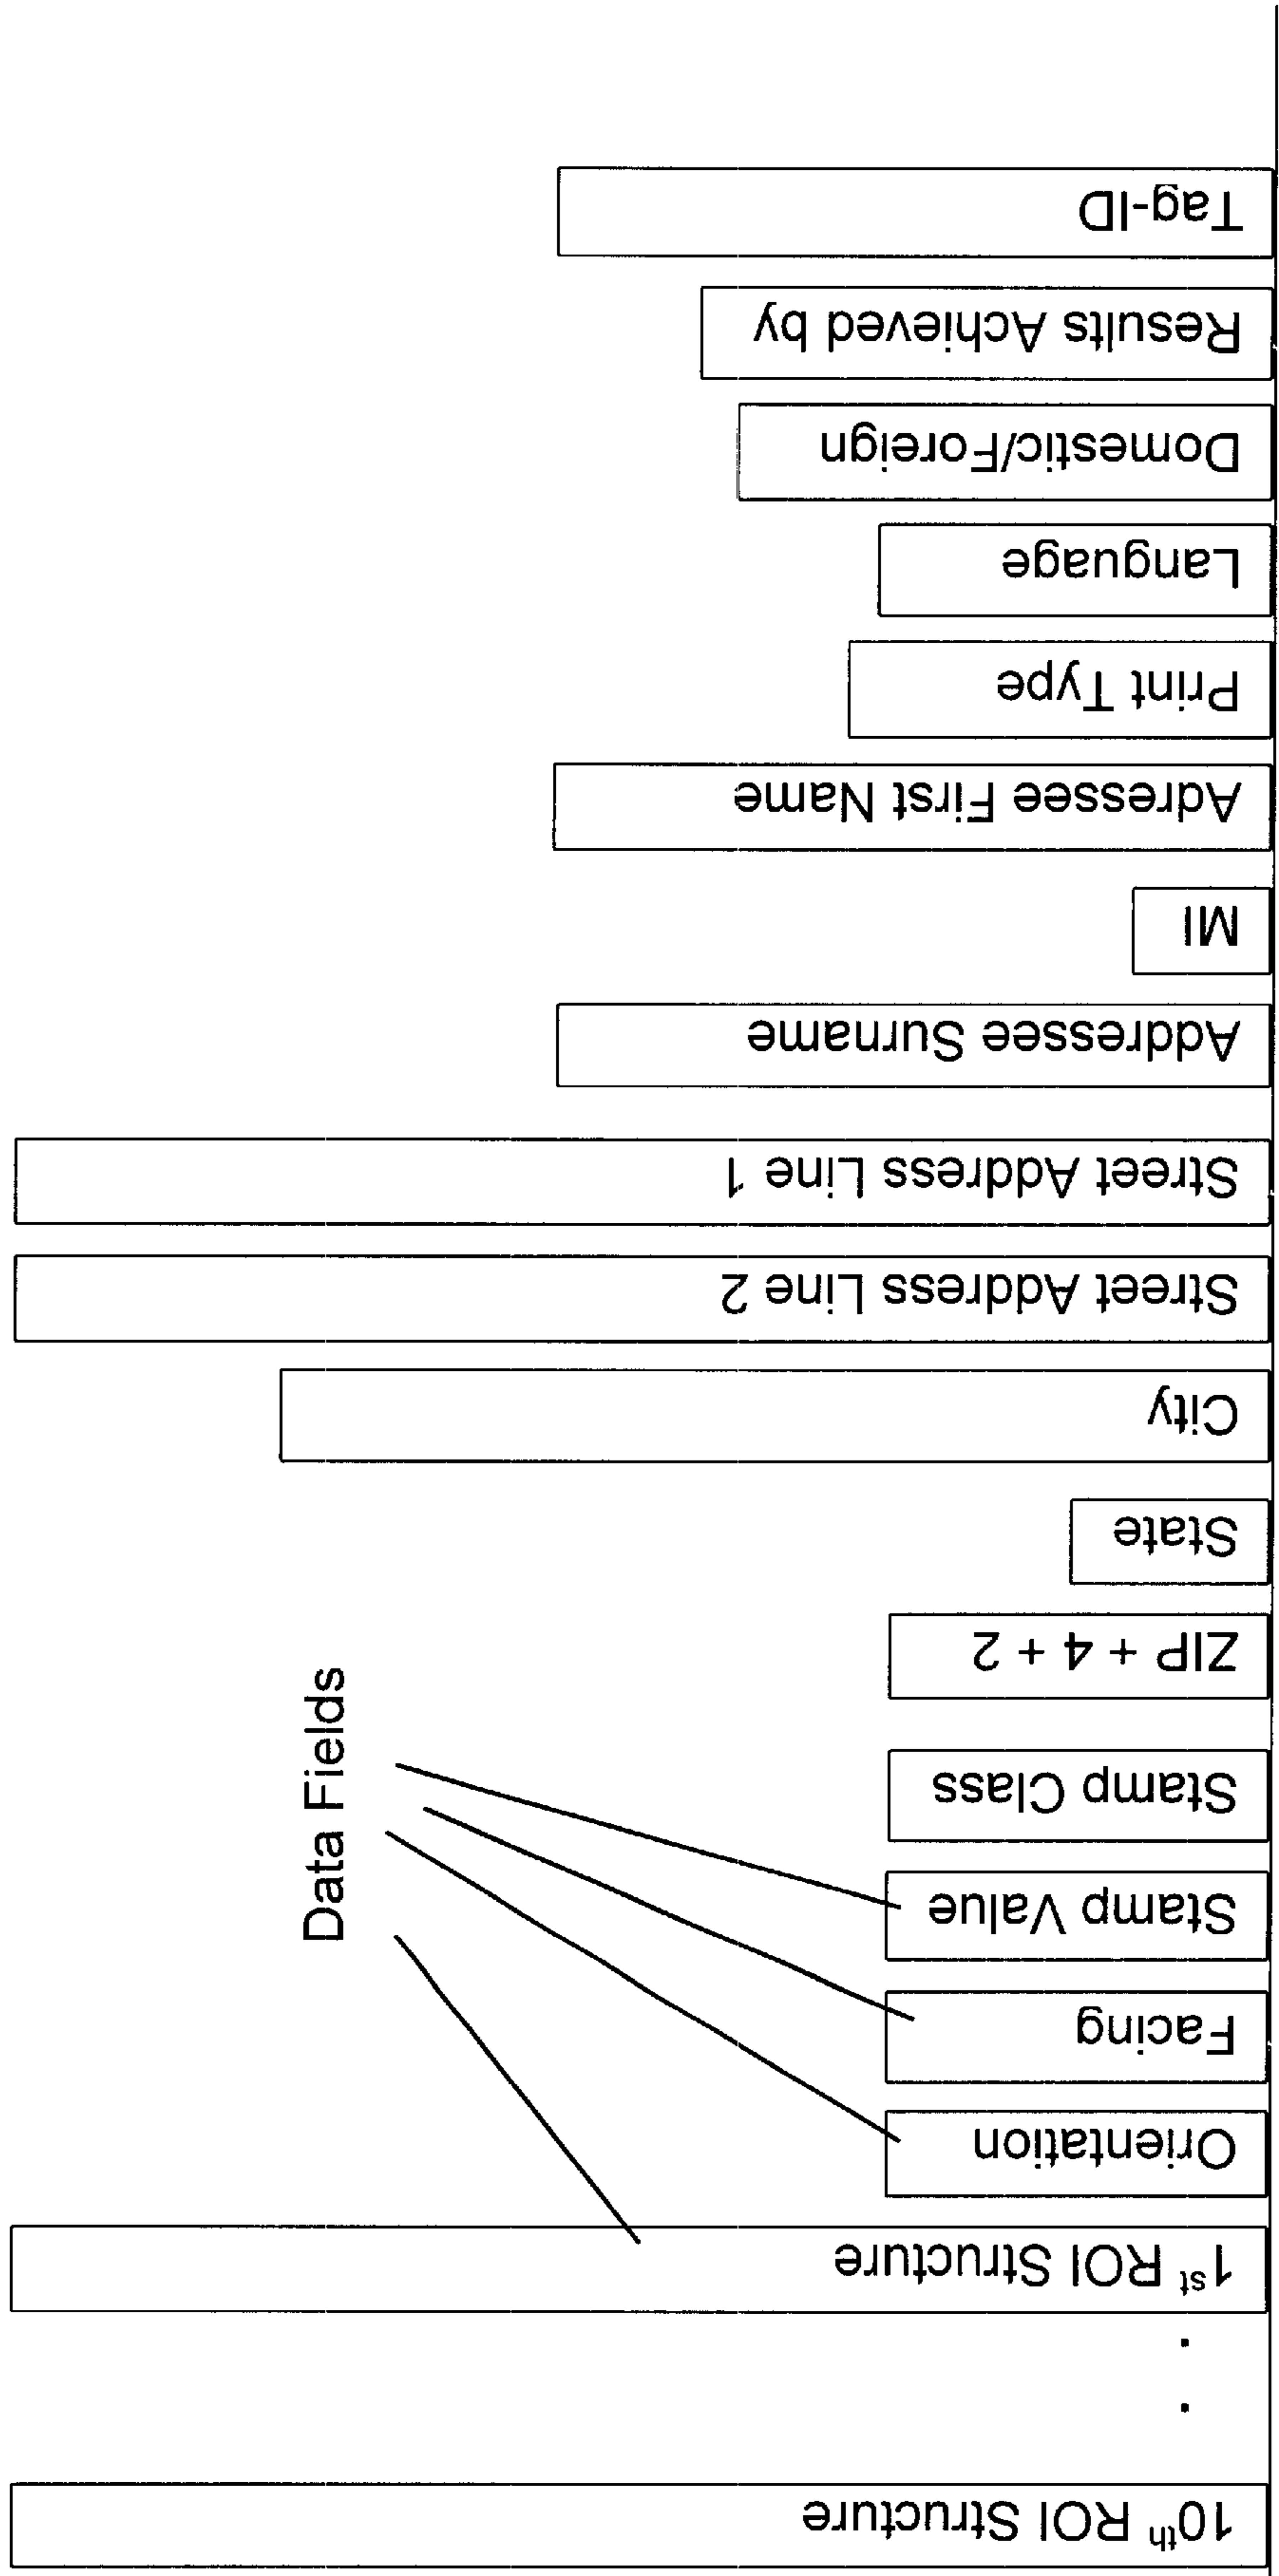 10th ROI Structure
.
.
1st ROI Structure
Orientation
Facing
Stamp Value
Stamp Class
Data Fields
ZIP + 4 + 2
State
City
Street Address Line 2
Street Address Line 1
Addressee Surname
MI
Adressee First Name
Print Type
Language
Domestic/Foreign
Results Achieved by
Tag-ID